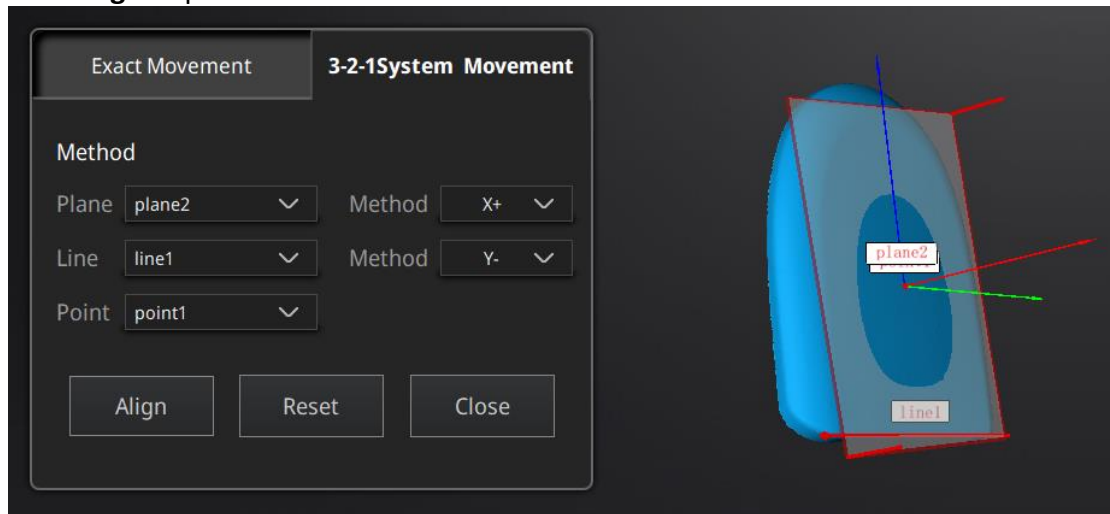 Exact Movement
3-2-1System Movement
Method
Plane plane2 Method X+
Line line1 Method Y-
Point point1
Align Reset Close
plane2
line1